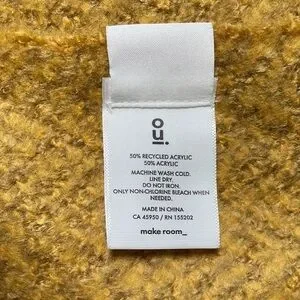 oui
50% RECYCLED ACRYLIC
50% ACRYLIC
MACHINE WASH COLD.
LINE DRY.
DO NOT IRON.
ONLY NON-CHLORINE BLEACH WHEN
NEEDED.
MADE IN CHINA
CA 45950 / RN 155202
make room_